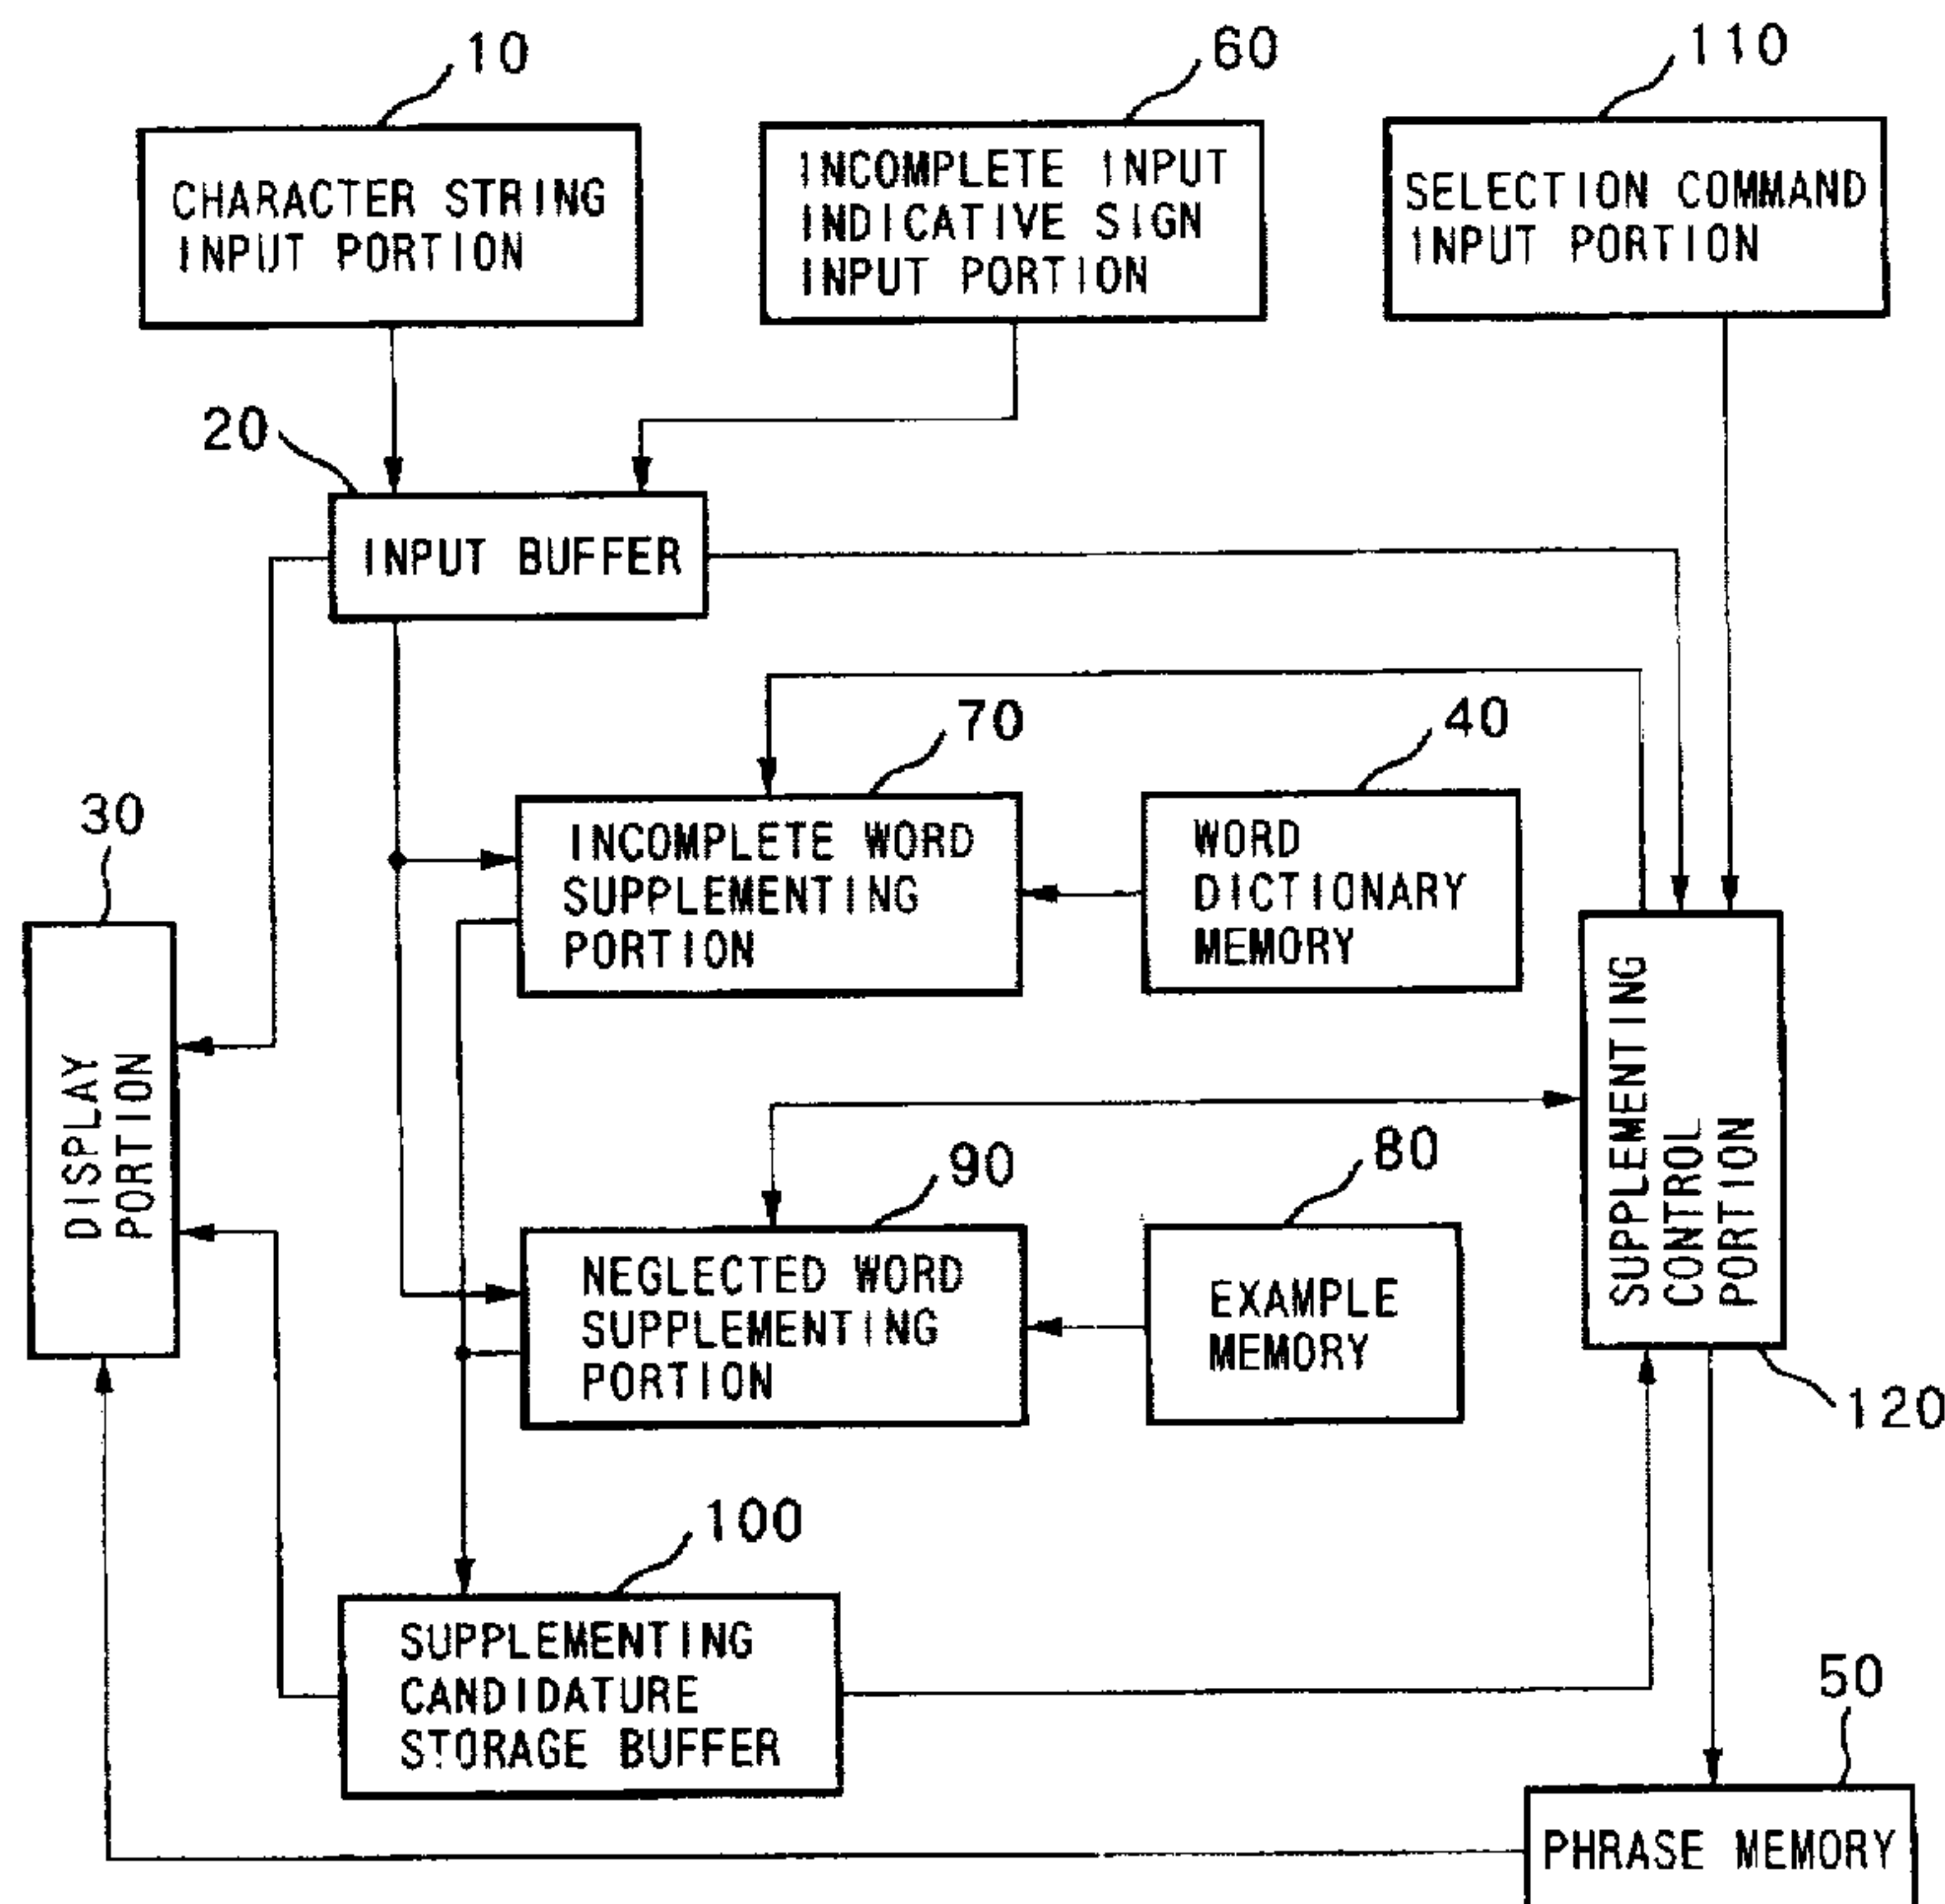 10
60
110
CHARACTER STRING
INPUT PORTION
INCOMPLETE INPUT
INDICATIVE SIGN
INPUT PORTION
SELECTION COMMAND
INPUT PORTION
20
INPUT BUFFER
70
40
30
INCOMPLETE WORD
SUPPLEMENTING
PORTION
WORD
DICTIONARY
MEMORY
DISPLAY
PORTION
SUPPLEMENTING
CONTROL
PORTION
90
80
NEGLECTED WORD
SUPPLEMENTING
PORTION
EXAMPLE
MEMORY
120
100
SUPPLEMENTING
CANDIDATURE
STORAGE BUFFER
50
PHRASE MEMORY